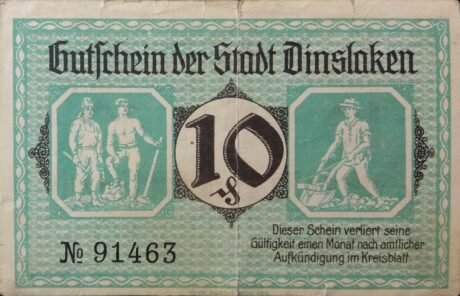 Gutschein der Stadt Dinslaken
10
₰
Dieser Schein verliert seine
Gültigkeit einen Monat nach amtlicher
Aufkündigung im Kreisblatt.
№ 91463